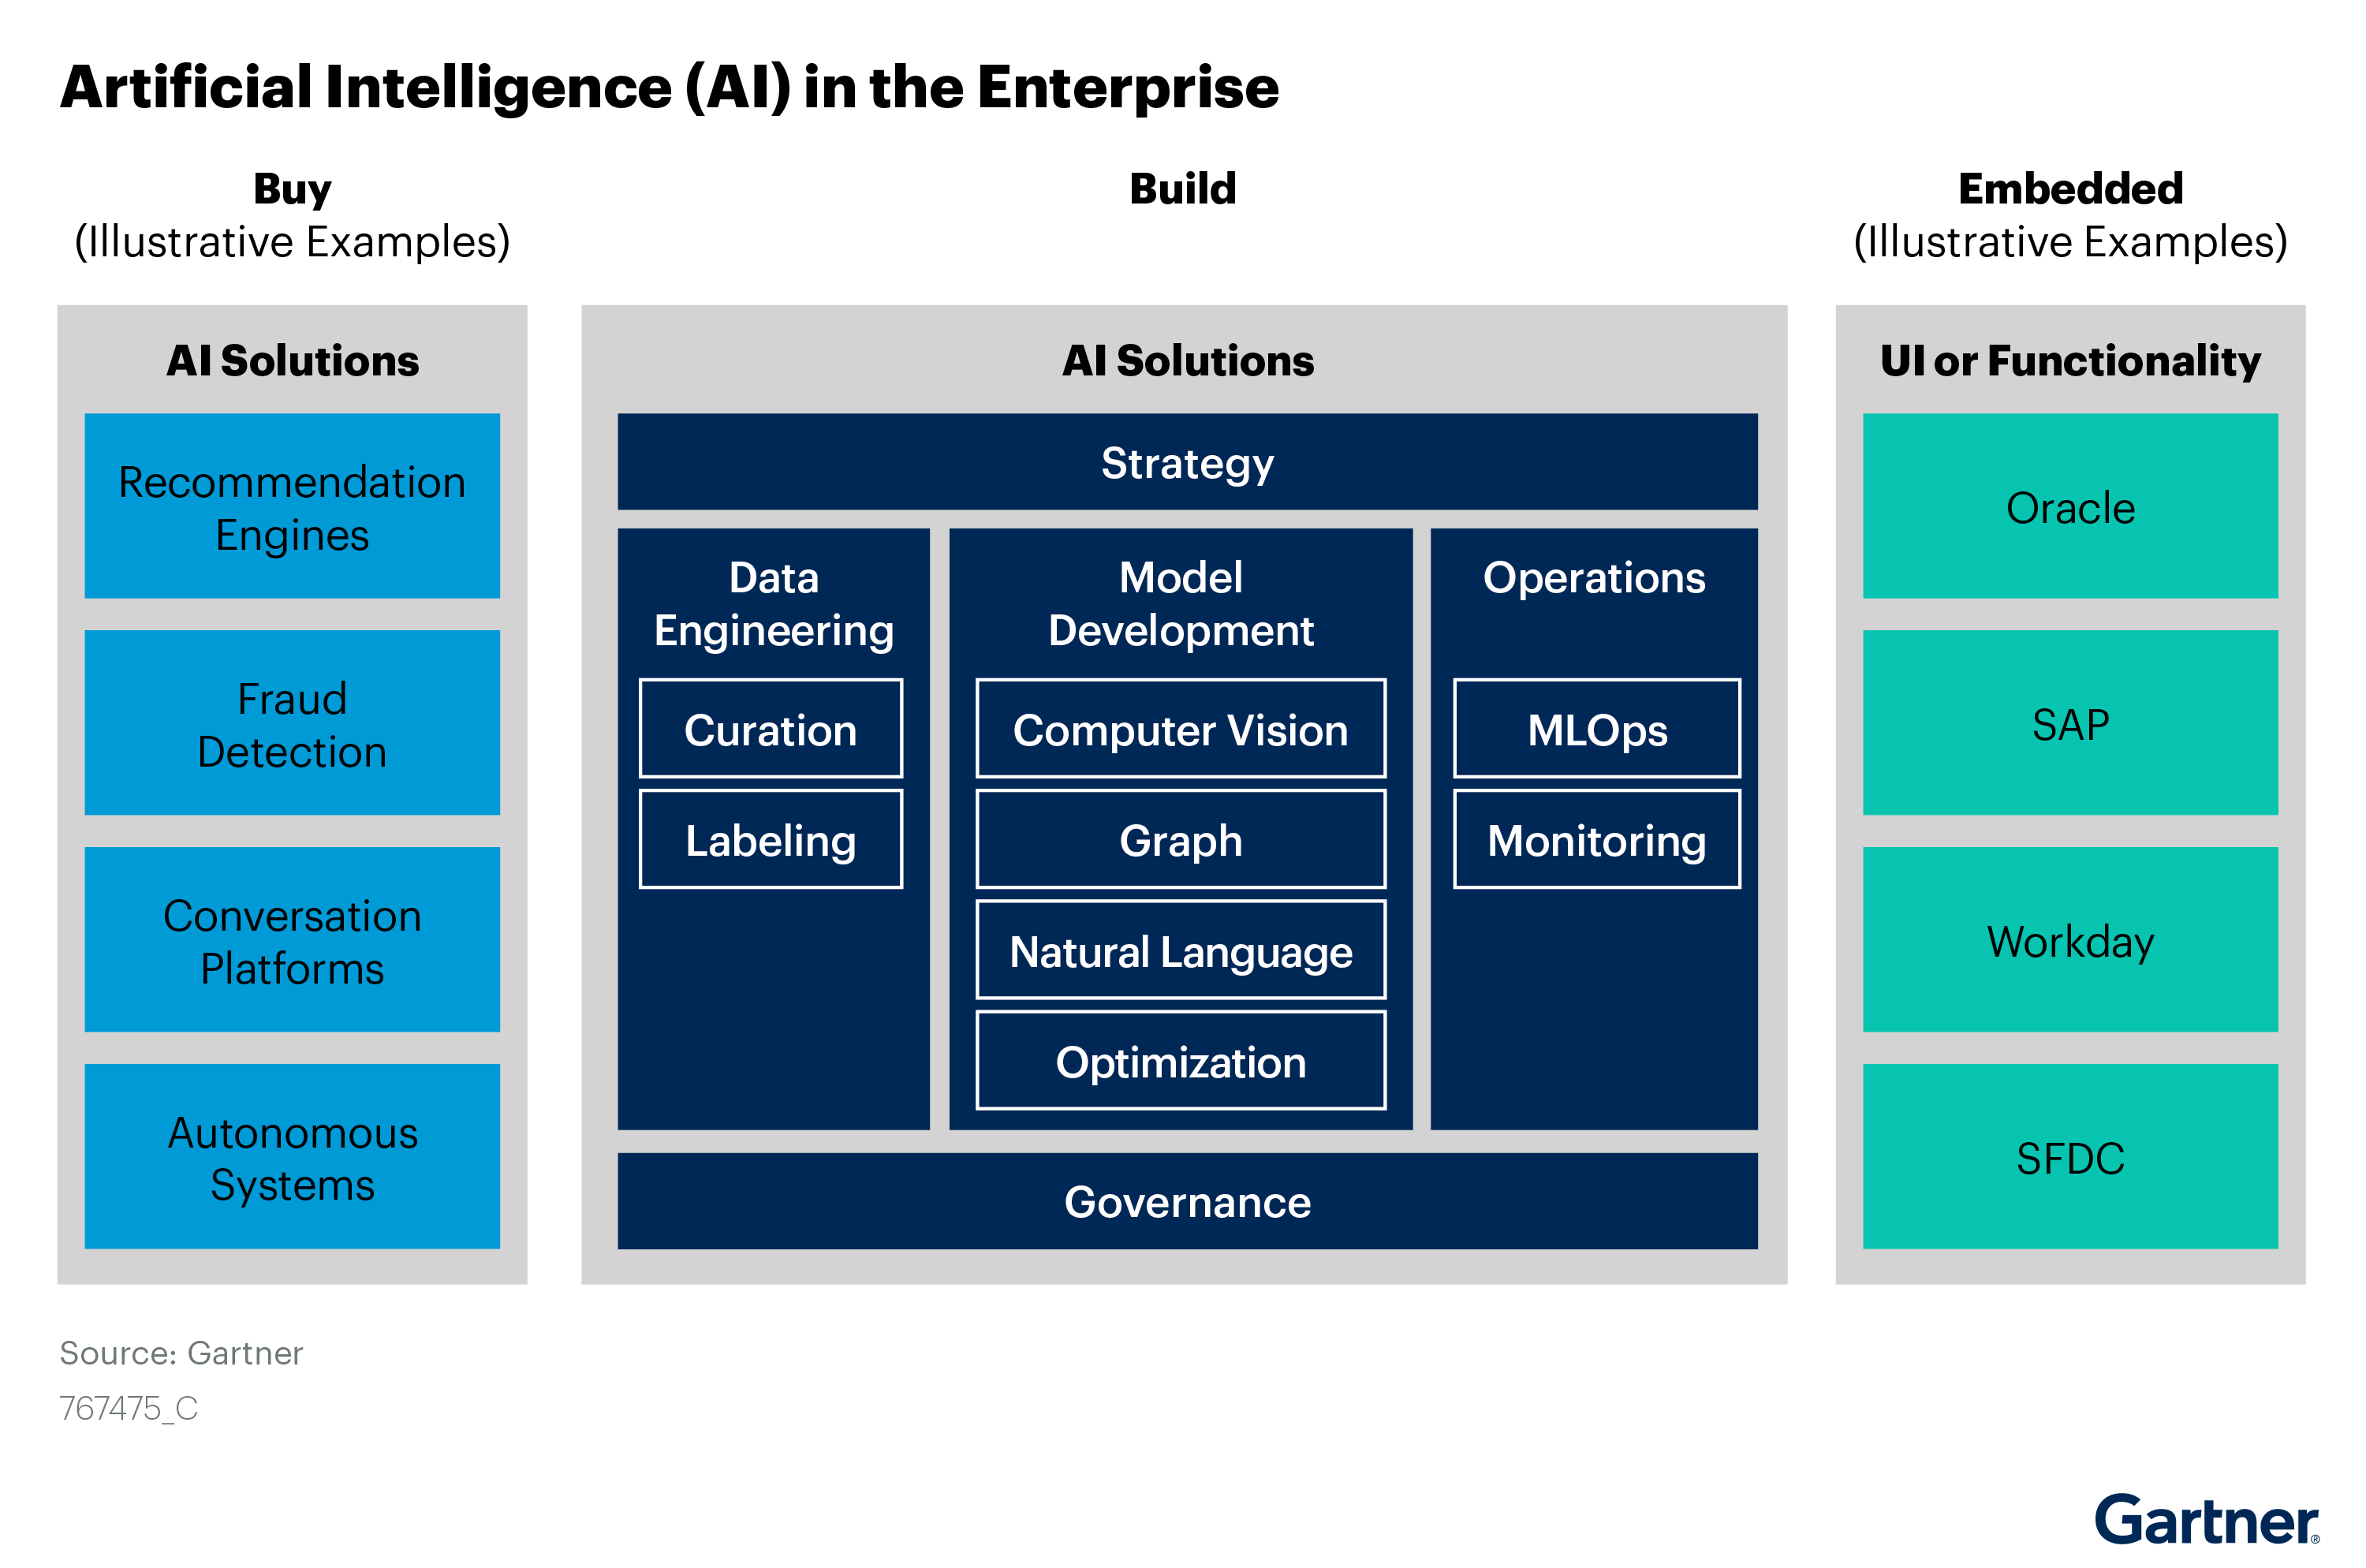 Artificial Intelligence (AI) in the Enterprise
Buy
(Illustrative Examples)
AI Solutions
Recommendation
Engines
Fraud
Detection
Conversation
Platforms
Autonomous
Systems
Build
AI Solutions
Strategy
Data
Engineering
Curation
Labeling
Model
Development
Computer Vision
Graph
Natural Language
Optimization
Operations
MLOps
Monitoring
Governance
Embedded
(Illustrative Examples)
UI or Functionality
Oracle
SAP
Workday
SFDC
Source: Gartner
767475_C
Gartner®